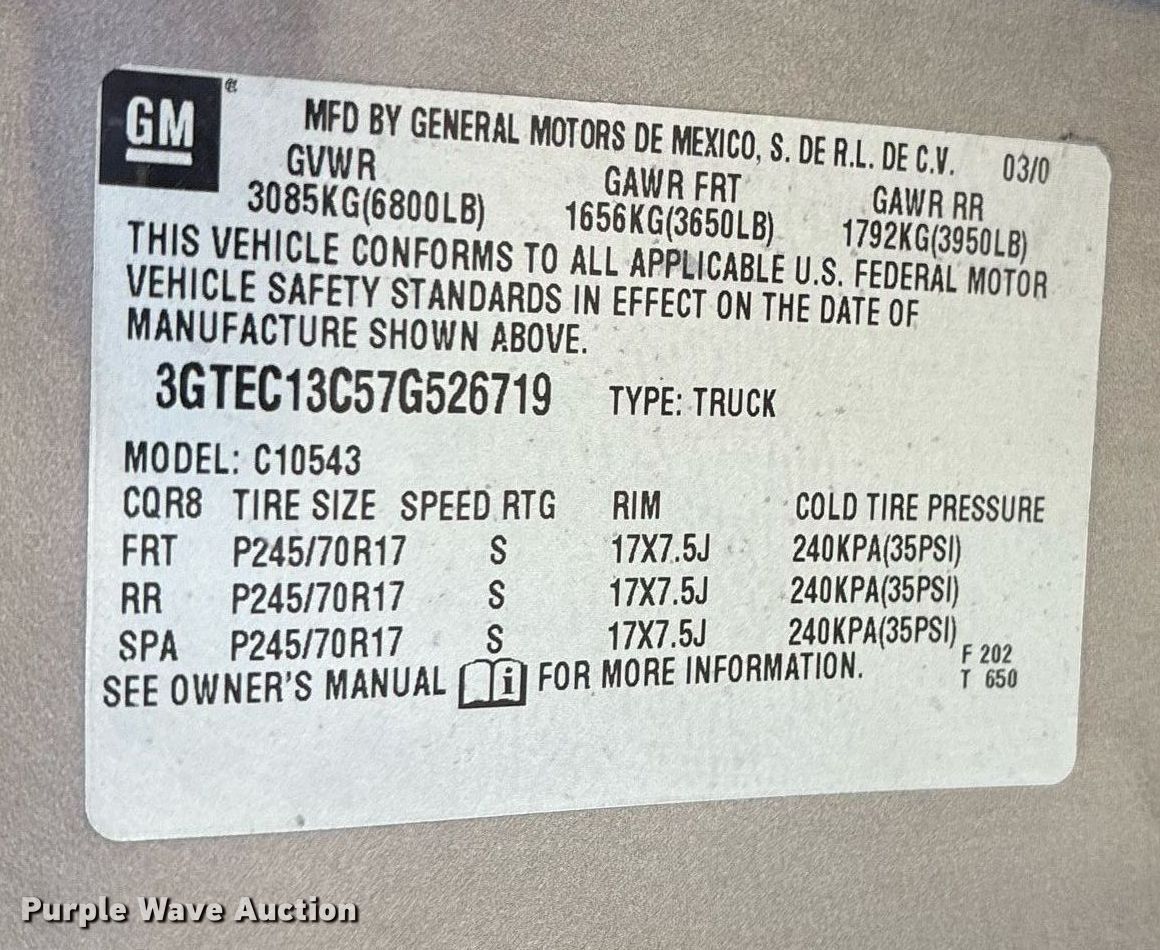 GM
MFD BY GENERAL MOTORS DE MEXICO, S. DE R.L. DE C.V. 03/0
GVWR GAWR FRT GAWR RR
3085KG(6800LB) 1656KG(3650LB) 1792KG(3950LB)
THIS VEHICLE CONFORMS TO ALL APPLICABLE U.S. FEDERAL MOTOR
VEHICLE SAFETY STANDARDS IN EFFECT ON THE DATE OF
MANUFACTURE SHOWN ABOVE.
3GTEC13C57G526719 TYPE: TRUCK
MODEL: C10543
CQR8 TIRE SIZE SPEED RTG RIM COLD TIRE PRESSURE
FRT P245/70R17 S 17X7.5J 240KPA(35PSI)
RR P245/70R17 S 17X7.5J 240KPA(35PSI)
SPA P245/70R17 S 17X7.5J 240KPA(35PSI)
SEE OWNER'S MANUAL FOR MORE INFORMATION.
F 202
T 650
Purple Wave Auction